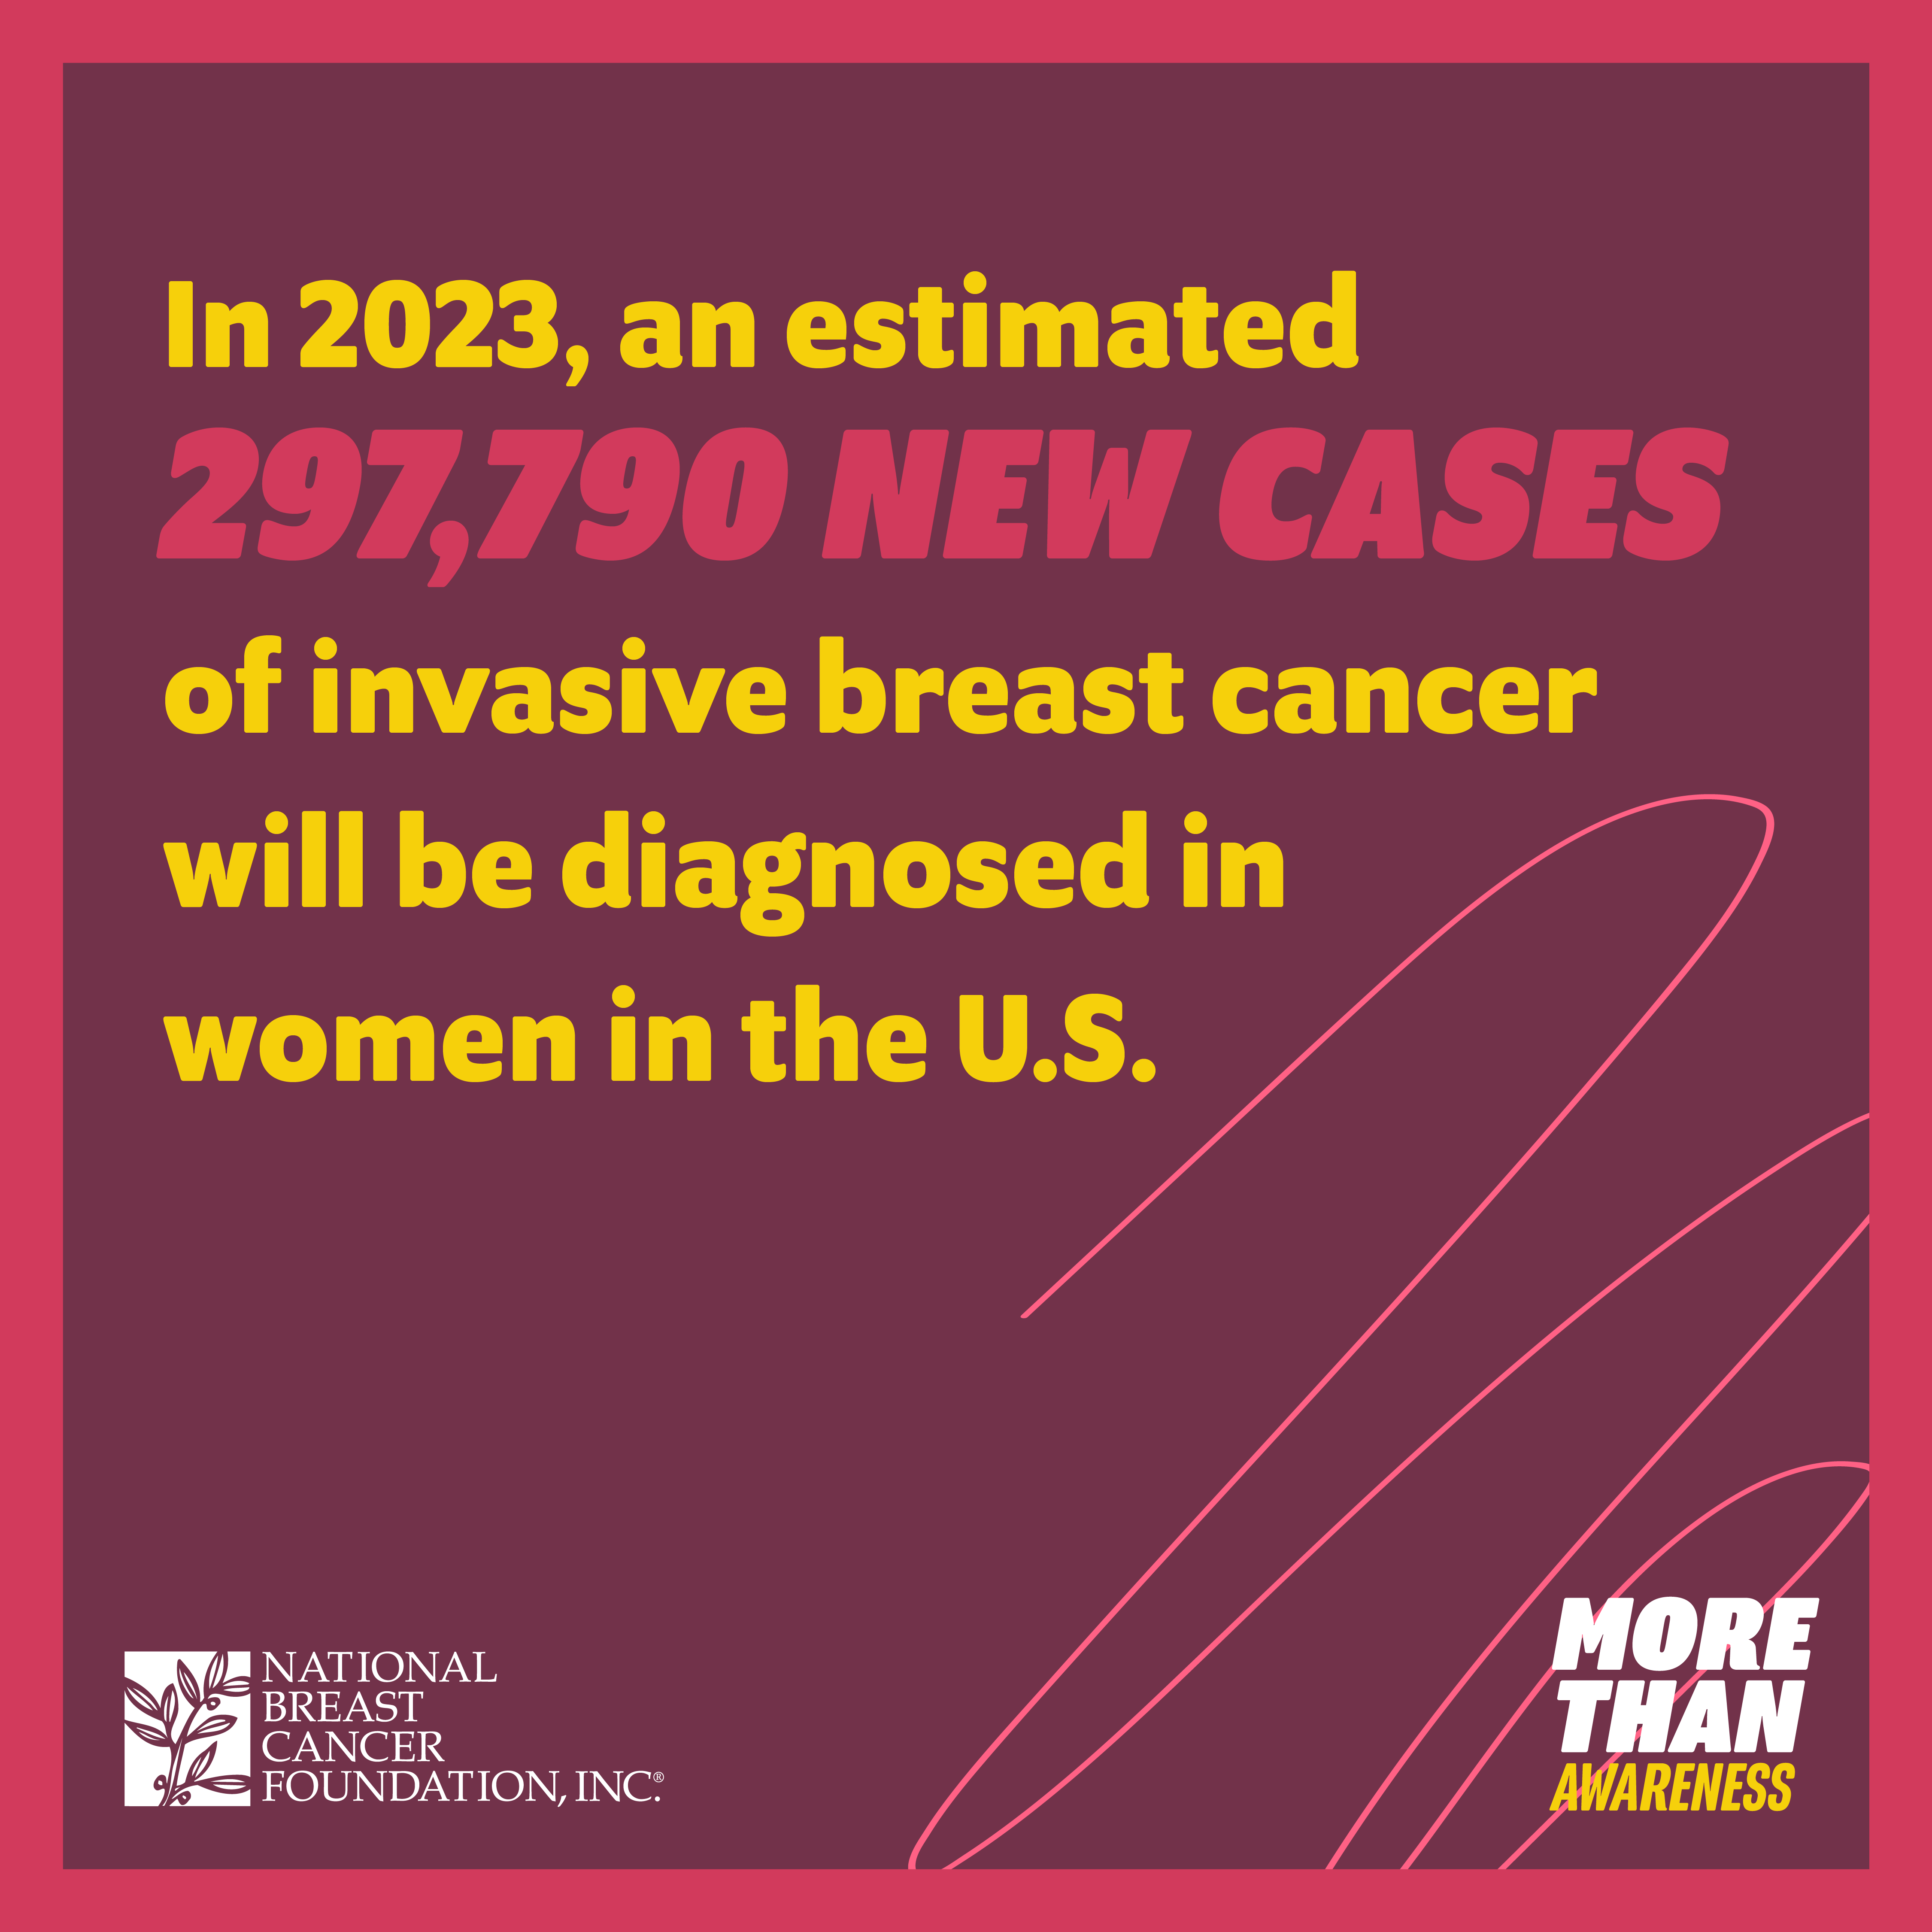 In 2023, an estimated
297,790 NEW CASES
of invasive breast cancer
will be diagnosed in
women in the U.S.
NATIONAL
BREAST
CANCER
FOUNDATION, INC.®
MORE
THAN
AWARENESS